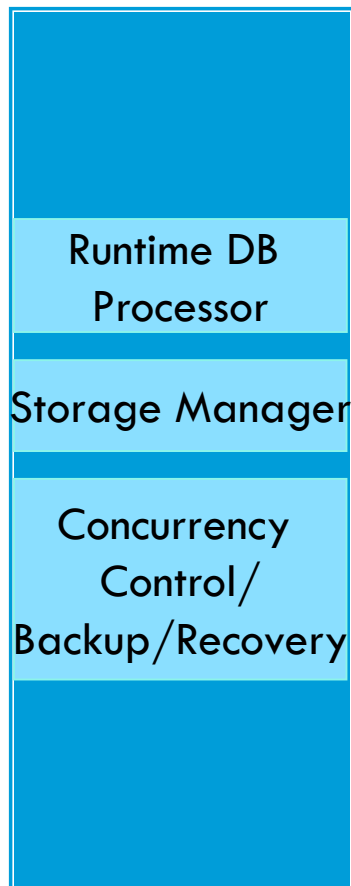 Runtime DB
Processor
Storage Manager
Concurrency
Control/
Backup/Recovery